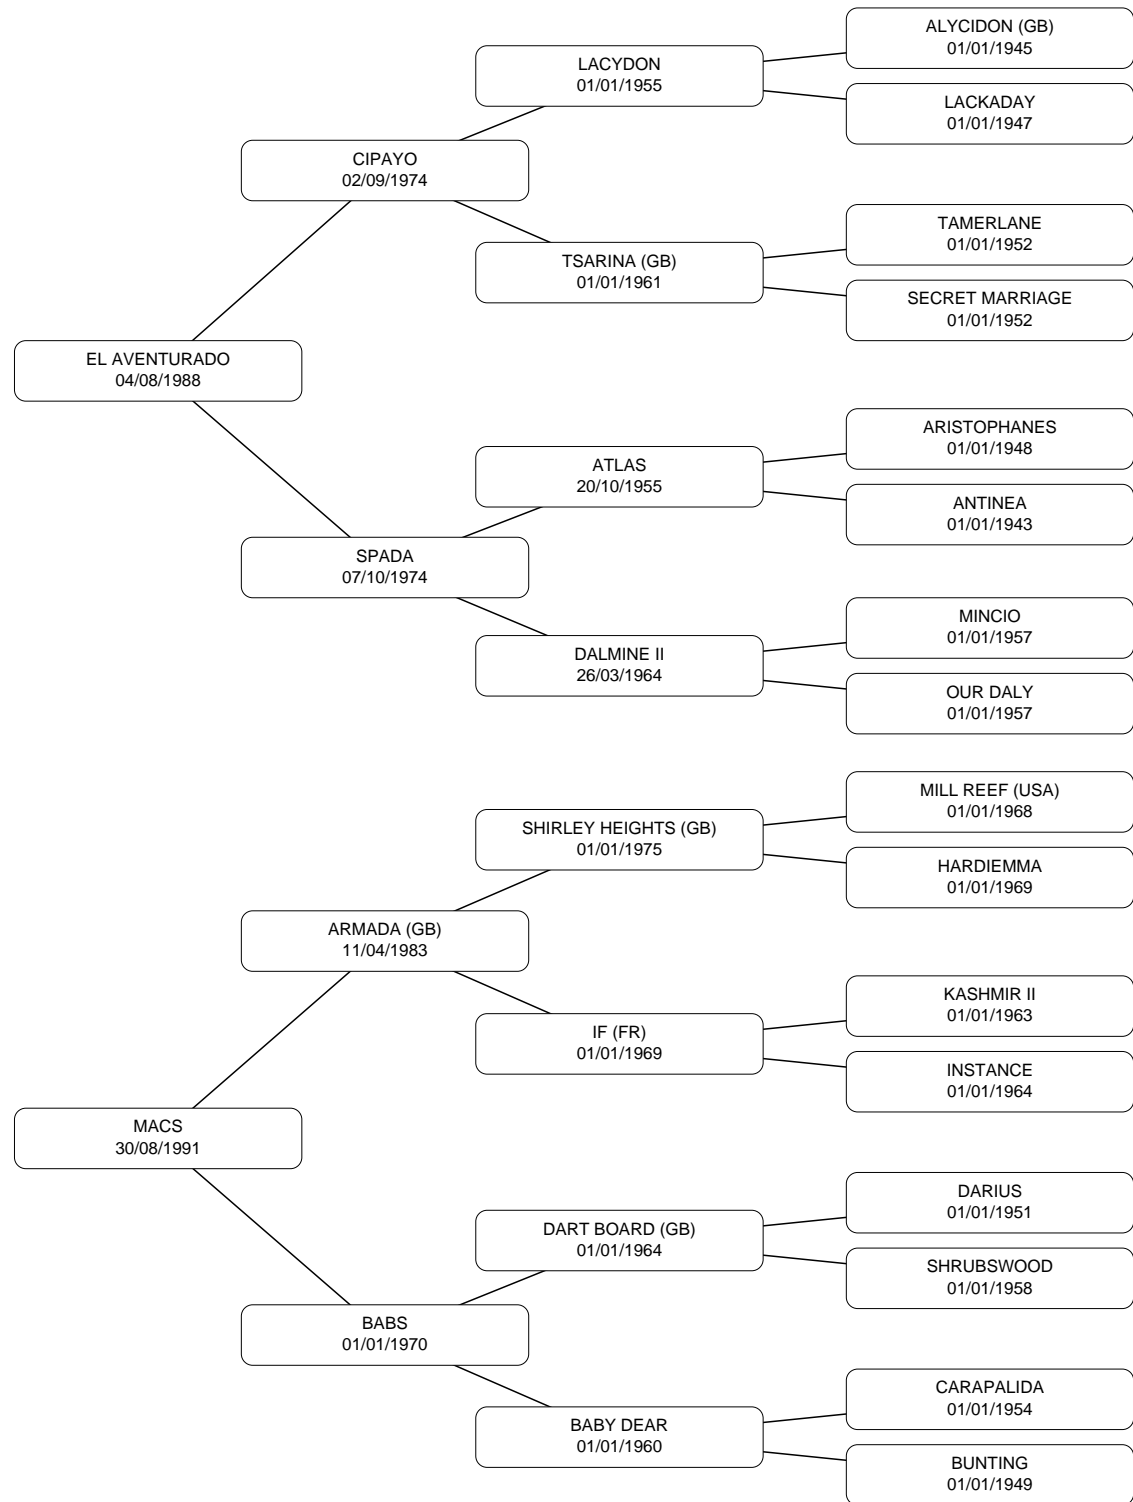 ALYCIDON (GB)
01/01/1945
LACYDON
01/01/1955
LACKADAY
01/01/1947
CIPAYO
02/09/1974
TAMERLANE
01/01/1952
TSARINA (GB)
01/01/1961
SECRET MARRIAGE
01/01/1952
EL AVENTURADO
04/08/1988
ARISTOPHANES
01/01/1948
ATLAS
20/10/1955
ANTINEA
01/01/1943
SPADA
07/10/1974
MINCIO
01/01/1957
DALMINE II
26/03/1964
OUR DALY
01/01/1957
MILL REEF (USA)
01/01/1968
SHIRLEY HEIGHTS (GB)
01/01/1975
HARDIEMMA
01/01/1969
ARMADA (GB)
11/04/1983
KASHMIR II
01/01/1963
IF (FR)
01/01/1969
INSTANCE
01/01/1964
MACS
30/08/1991
DARIUS
01/01/1951
DART BOARD (GB)
01/01/1964
SHRUBSWOOD
01/01/1958
BABS
01/01/1970
CARAPALIDA
01/01/1954
BABY DEAR
01/01/1960
BUNTING
01/01/1949